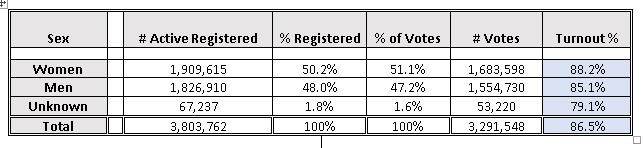 Sex # Active Registered % Registered % of Votes # Votes Turnout %
Women 1,909,615 50.2% 51.1% 1,683,598 88.2%
Men 1,826,910 48.0% 47.2% 1,554,730 85.1%
Unknown 67,237 1.8% 1.6% 53,220 79.1%
Total 3,803,762 100% 100% 3,291,548 86.5%